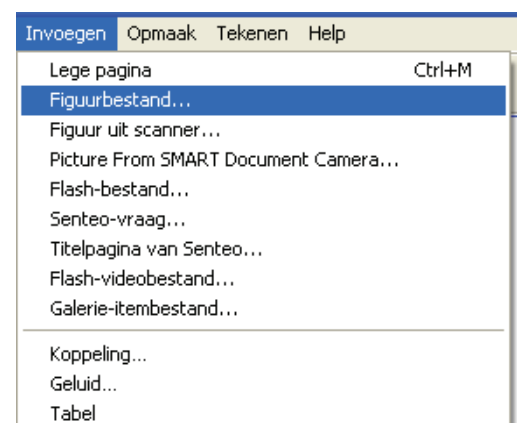 Invoegen Opmaak Tekenen Help
Lege pagina Ctrl+M
Figuurbestand...
Figuur uit scanner...
Picture From SMART Document Camera...
Flash-bestand...
Senteo-vraag...
Titelpagina van Senteo...
Flash-videobestand...
Galerie-itembestand...
Koppeling...
Geluid...
Tabel